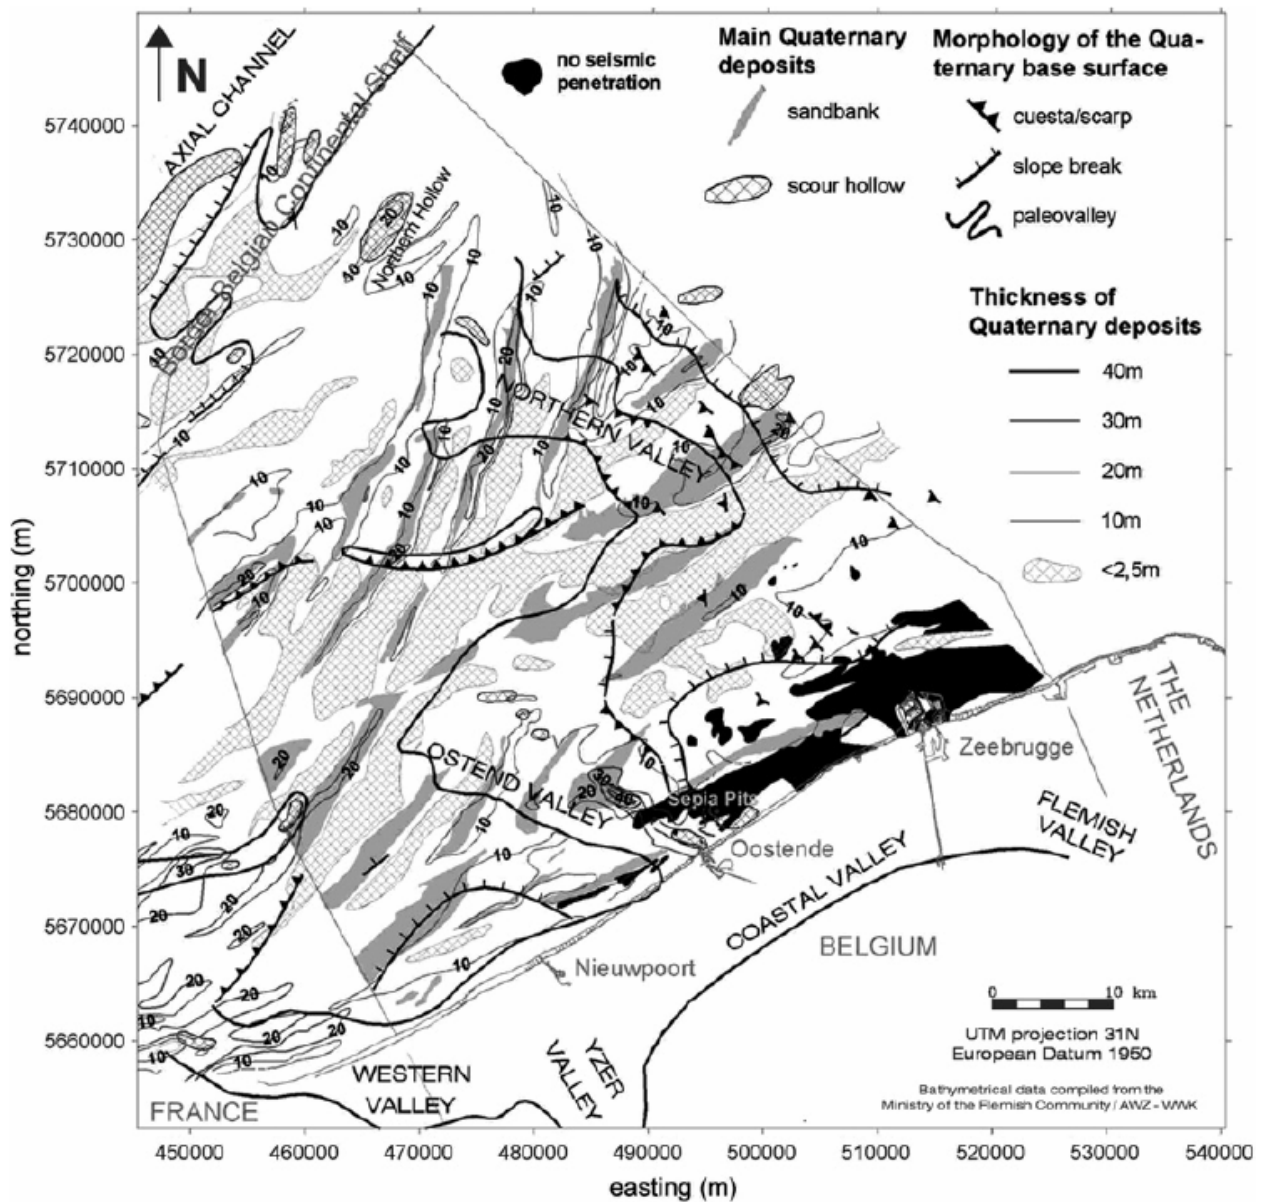 N
AXIAL CHANNEL
Border Belgian Continental Shelf
no seismic
penetration
Main Quaternary
deposits
sandbank
scour hollow
Morphology of the Qua-
ternary base surface
cuesta/scarp
slope break
paleovalley
Thickness of
Quaternary deposits
40m
30m
20m
10m
<2,5m
Northern Hollow
NORTHERN VALLEY
OSTEND VALLEY
Sepia Pits
Zeebrugge
Oostende
Nieuwpoort
THE
NETHERLANDS
FLEMISH
VALLEY
COASTAL VALLEY
BELGIUM
YZER
VALLEY
WESTERN
VALLEY
FRANCE
0 10 km
UTM projection 31N
European Datum 1950
Bathymetrical data compiled from the
Ministry of the Flemish Community / AWZ - WWK
northing (m)
5740000
5730000
5720000
5710000
5700000
5690000
5680000
5670000
5660000
450000 460000 470000 480000 490000 500000 510000 520000 530000 540000
easting (m)